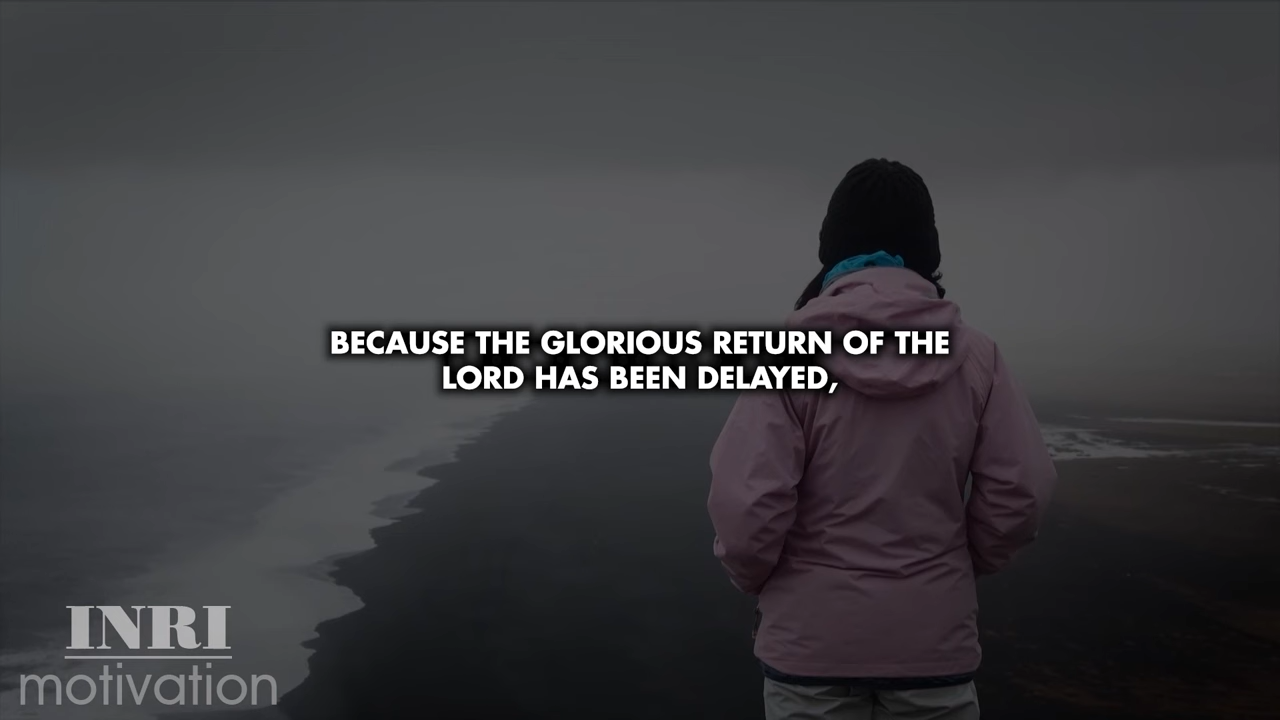 BECAUSE THE GLORIOUS RETURN OF THE
LORD HAS BEEN DELAYED,
INRI
motivation